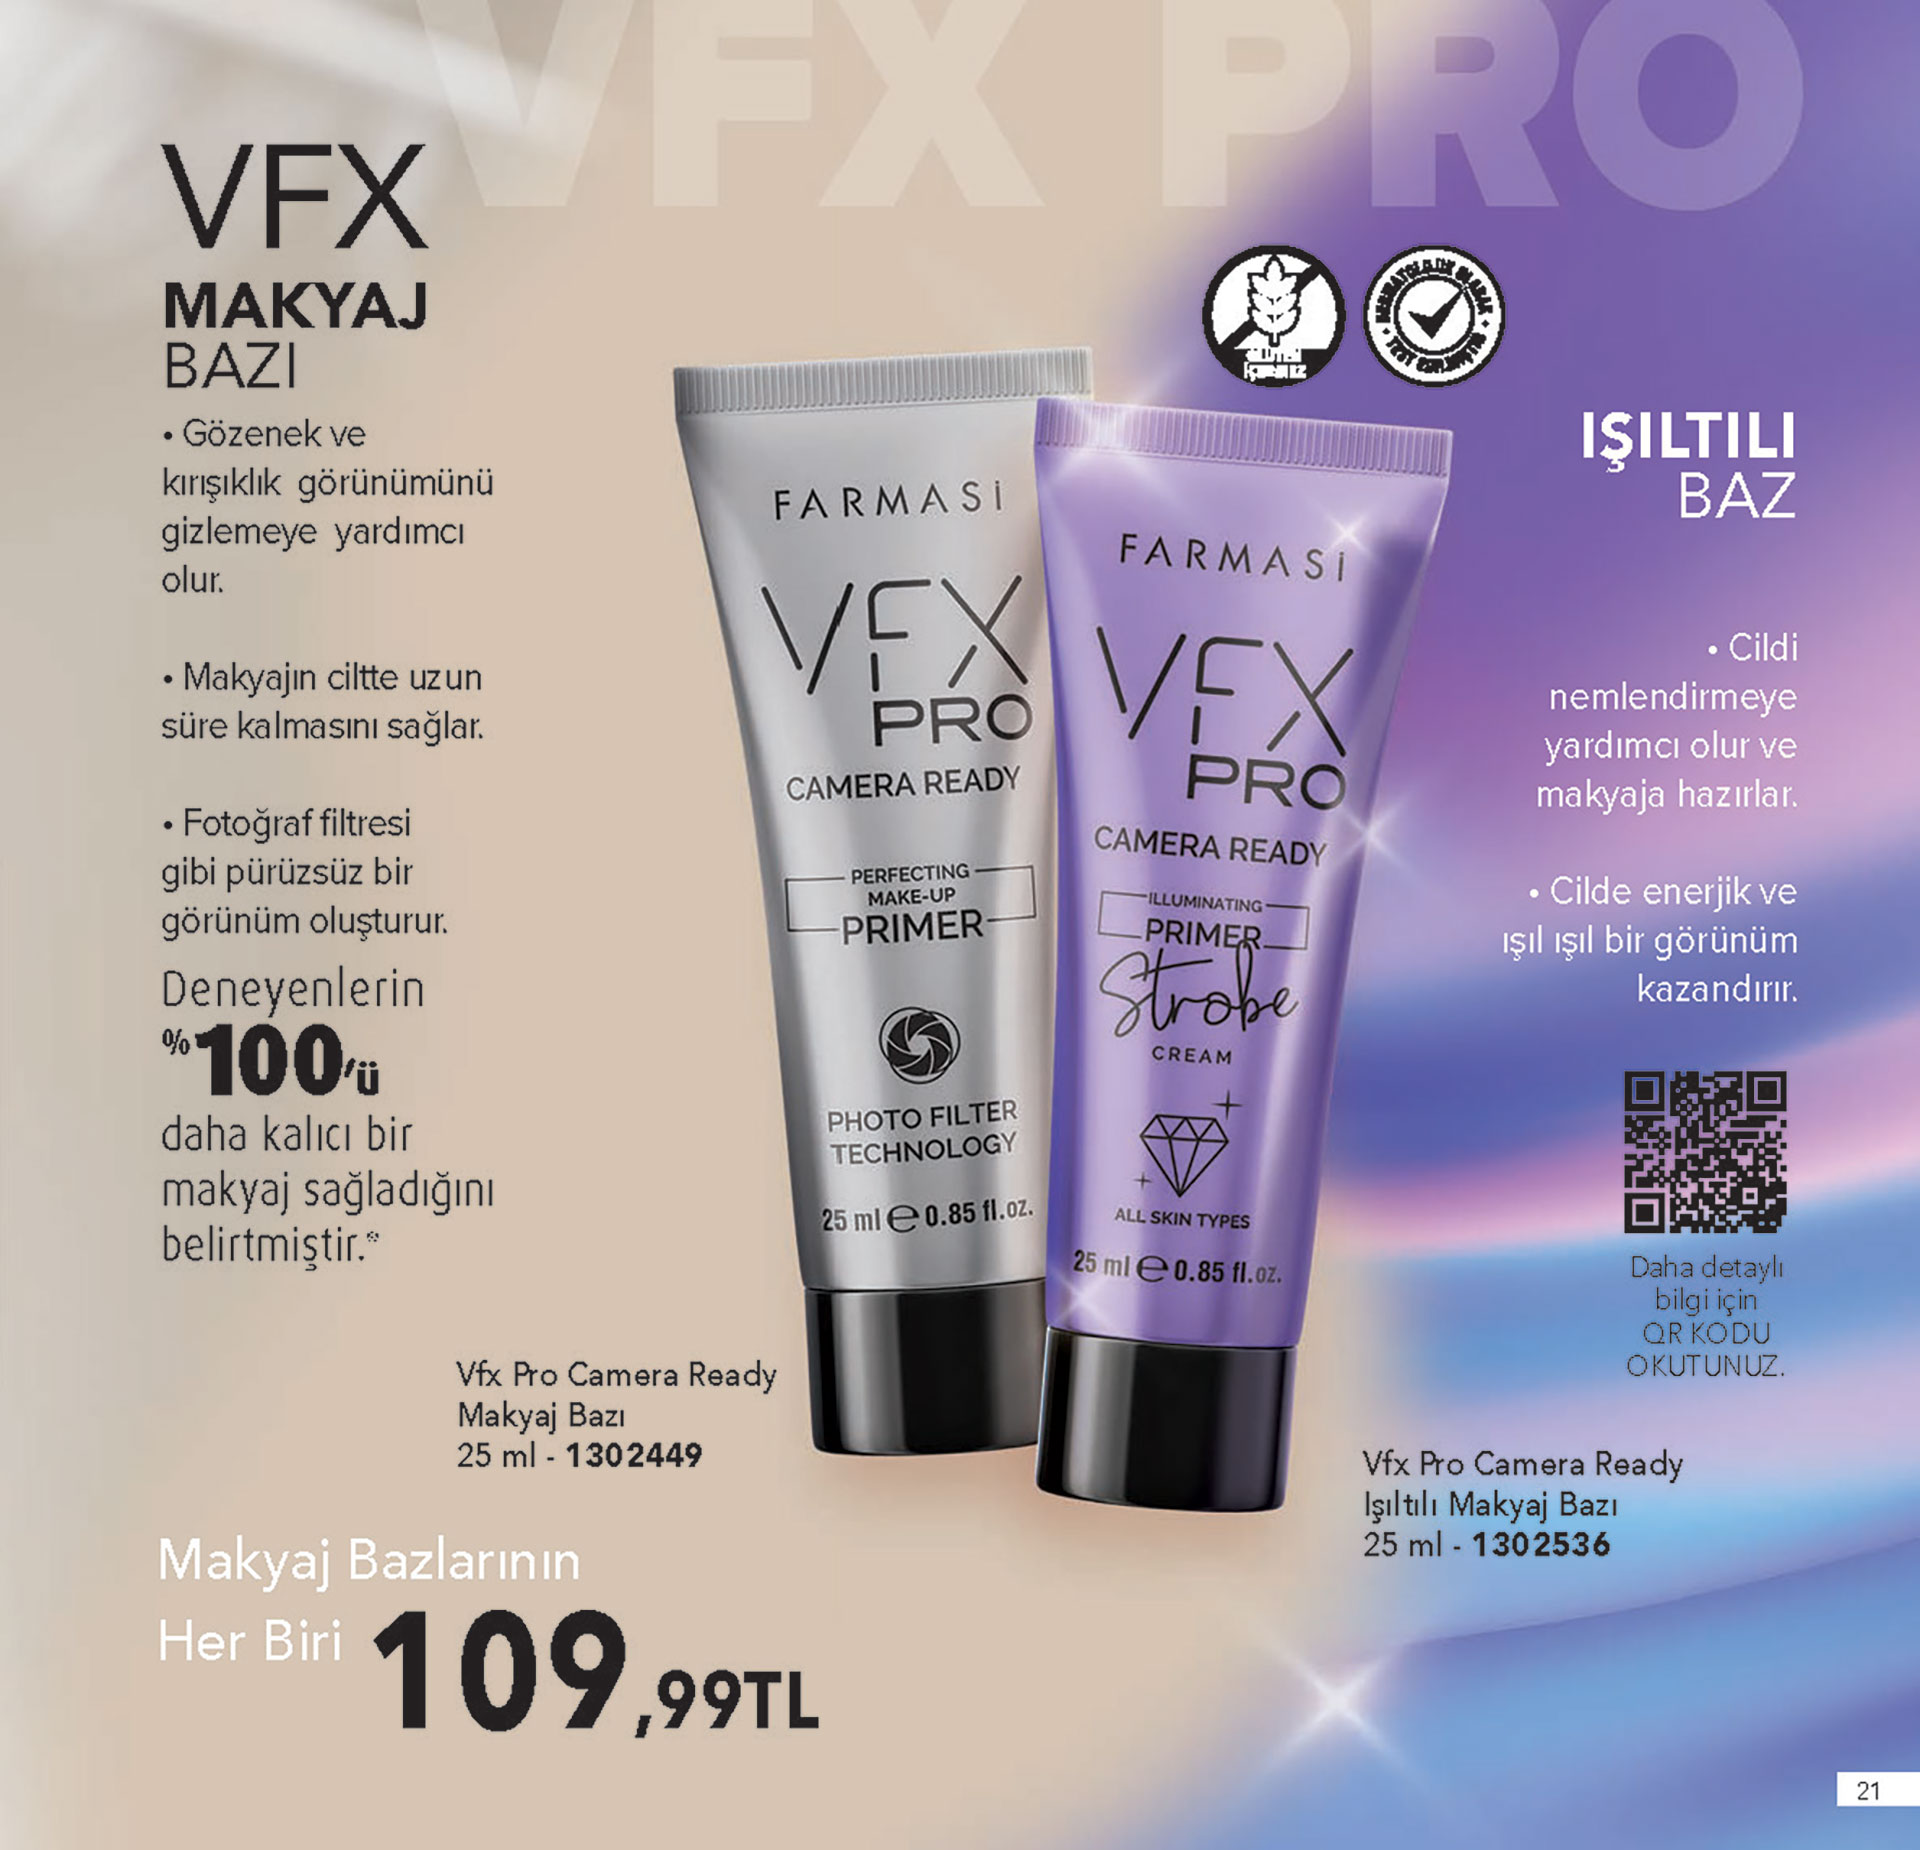 VFX PRO
VFX
MAKYAJ
BAZI
• Gözenek ve
kırışıklık görünümünü
gizlemeye yardımcı
olur.
• Makyajın ciltte uzun
süre kalmasını sağlar.
• Fotoğraf filtresi
gibi pürüzsüz bir
görünüm oluşturur.
Deneyenlerin
%100'ü
daha kalıcı bir
makyaj sağladığını
belirtmiştir.*
FARMASi
VFX
PRO
CAMERA READY
PERFECTING
MAKE-UP
PRIMER
PHOTO FILTER
TECHNOLOGY
25 ml e 0.85 fl.oz.
FARMASi
VFX
PRO
CAMERA READY
ILLUMINATING
PRIMER
Strobe
CREAM
ALL SKIN TYPES
25 ml e 0.85 fl.oz.
IŞILTILI
BAZ
• Cildi
nemlendirmeye
yardımcı olur ve
makyaja hazırlar.
• Cilde enerjik ve
ışıl ışıl bir görünüm
kazandırır.
Daha detaylı
bilgi için
QR KODU
OKUTUNUZ.
Vfx Pro Camera Ready
Makyaj Bazı
25 ml - 1302449
Vfx Pro Camera Ready
Işıltılı Makyaj Bazı
25 ml - 1302536
Makyaj Bazlarının
Her Biri 109,99TL
21